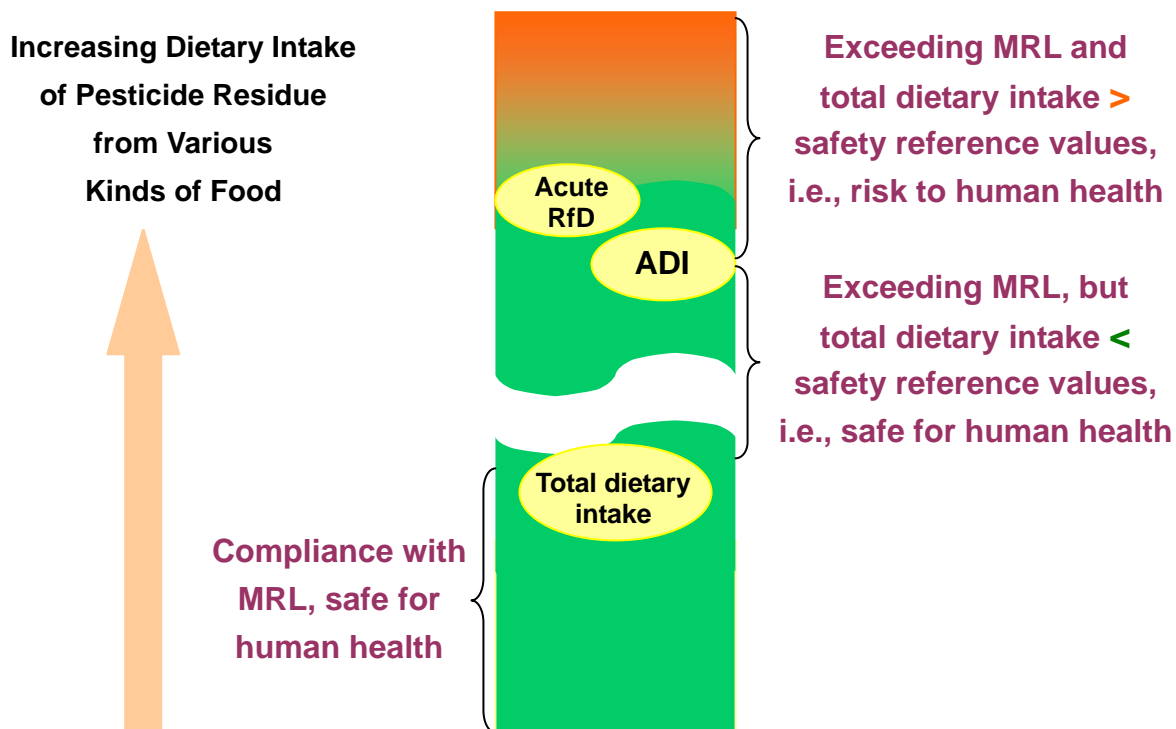 Increasing Dietary Intake
of Pesticide Residue
from Various
Kinds of Food
Acute
RfD
ADI
Total dietary
intake
Exceeding MRL and
total dietary intake >
safety reference values,
i.e., risk to human health
Exceeding MRL, but
total dietary intake <
safety reference values,
i.e., safe for human health
Compliance with
MRL, safe for
human health